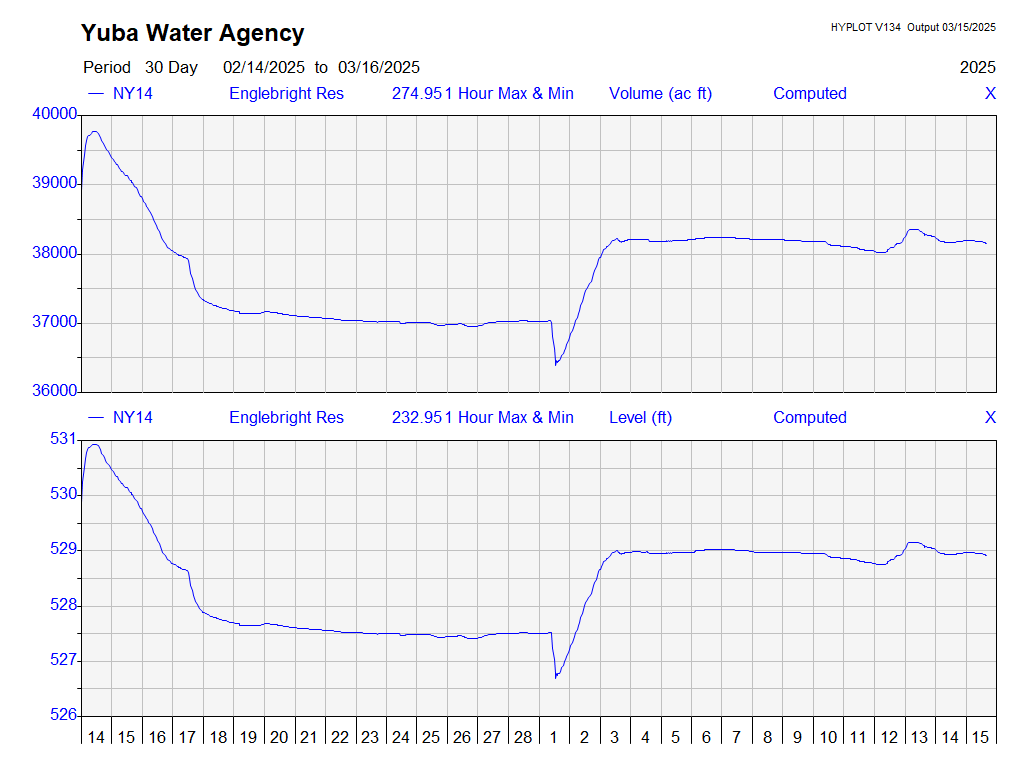 Yuba Water Agency
HYPLOT V134 Output 03/15/2025
Period 30 Day 02/14/2025 to 03/16/2025 2025
NY14 Englebright Res 274.951 Hour Max & Min Volume (ac ft) Computed X
40000
39000
38000
37000
36000
NY14 Englebright Res 232.951 Hour Max & Min Level (ft) Computed X
531
530
529
528
527
526
14 15 16 17 18 19 20 21 22 23 24 25 26 27 28 1 2 3 4 5 6 7 8 9 10 11 12 13 14 15